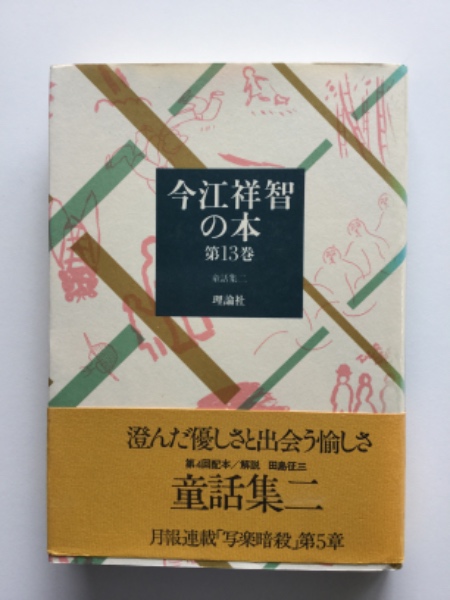 今江祥智
の本
第13巻
童話集二
理論社
澄んだ優しさと出会う愉しさ
第4回配本/解説 田島征三
童話集二
月報連載「写楽暗殺」第5章